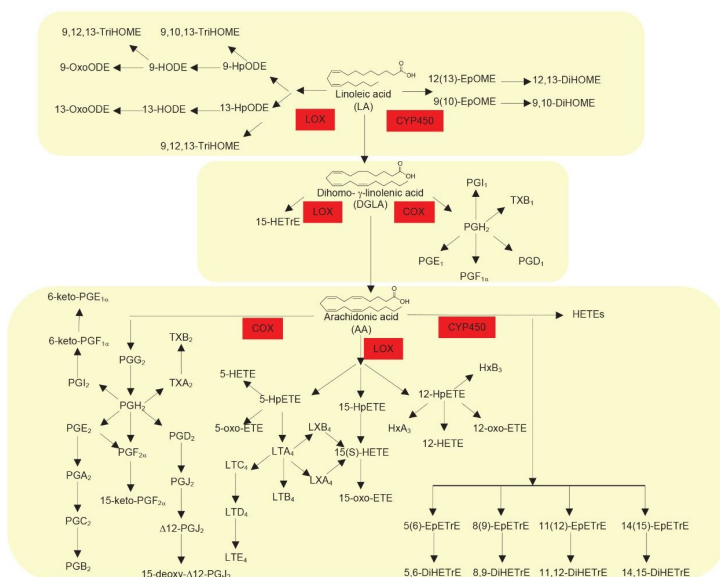 9,12,13-TriHOME 9,10,13-TriHOME
9-OxoODE 9-HODE 9-HpODE
13-OxoODE 13-HODE 13-HpODE
9,12,13-TriHOME
O
OH
Linoleic acid
(LA)
LOX
CYP450
12(13)-EpOME 12,13-DiHOME
9(10)-EpOME 9,10-DiHOME
O
OH
Dihomo- γ-linolenic acid
(DGLA)
LOX
COX
15-HETrE
PGI₁
TXB₁
PGH₂
PGE₁ PGD₁
PGF₁α
O
OH
Arachidonic acid
(AA)
COX
LOX
CYP450
HETEs
6-keto-PGE₁α
6-keto-PGF₁α
TXB₂
PGG₂
PGI₂
TXA₂
PGH₂
PGE₂
PGF₂α
PGD₂
PGA₂
15-keto-PGF₂α
PGJ₂
PGC₂
Δ12-PGJ₂
PGB₂
15-deoxy-Δ12-PGJ₂
5-HETE
5-HpETE
5-oxo-ETE
LTA₄
LXB₄
LTC₄
LTB₄
LXA₄
LTD₄
LTE₄
15-HpETE
15(S)-HETE
15-oxo-ETE
HxB₃
12-HpETE
HxA₃
12-HETE
12-oxo-ETE
5(6)-EpETrE 8(9)-EpETrE 11(12)-EpETrE 14(15)-EpETrE
5,6-DiHETrE 8,9-DiHETrE 11,12-DiHETrE 14,15-DiHETrE